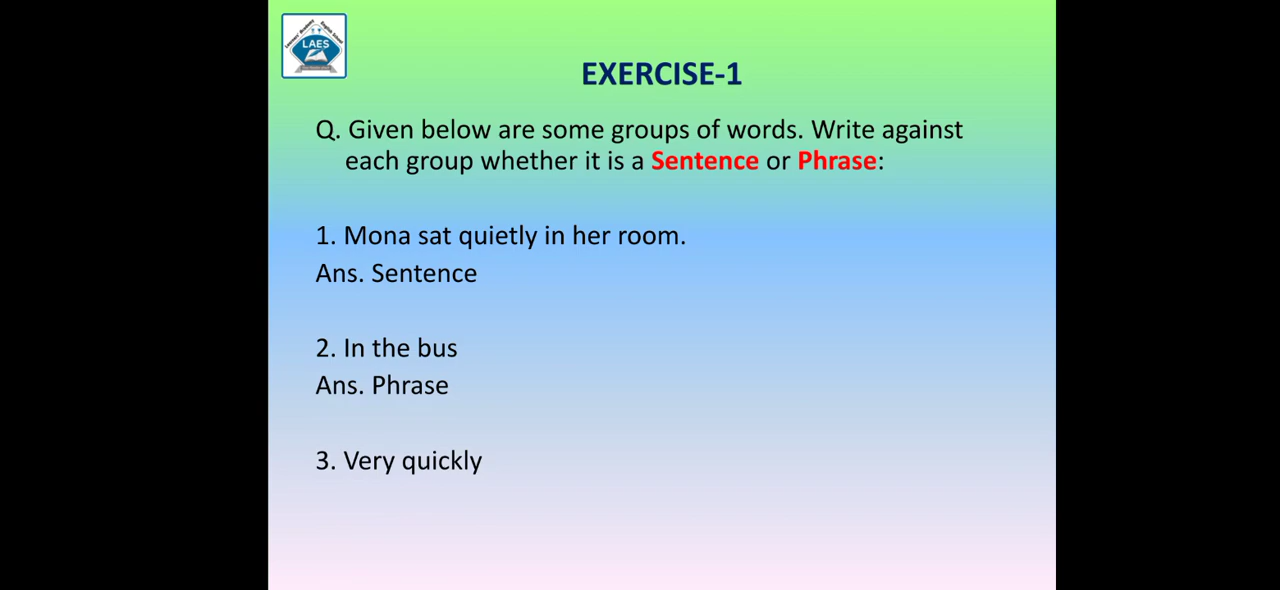 LAES
EXERCISE-1
Q. Given below are some groups of words. Write against
each group whether it is a Sentence or Phrase:
1. Mona sat quietly in her room.
Ans. Sentence
2. In the bus
Ans. Phrase
3. Very quickly